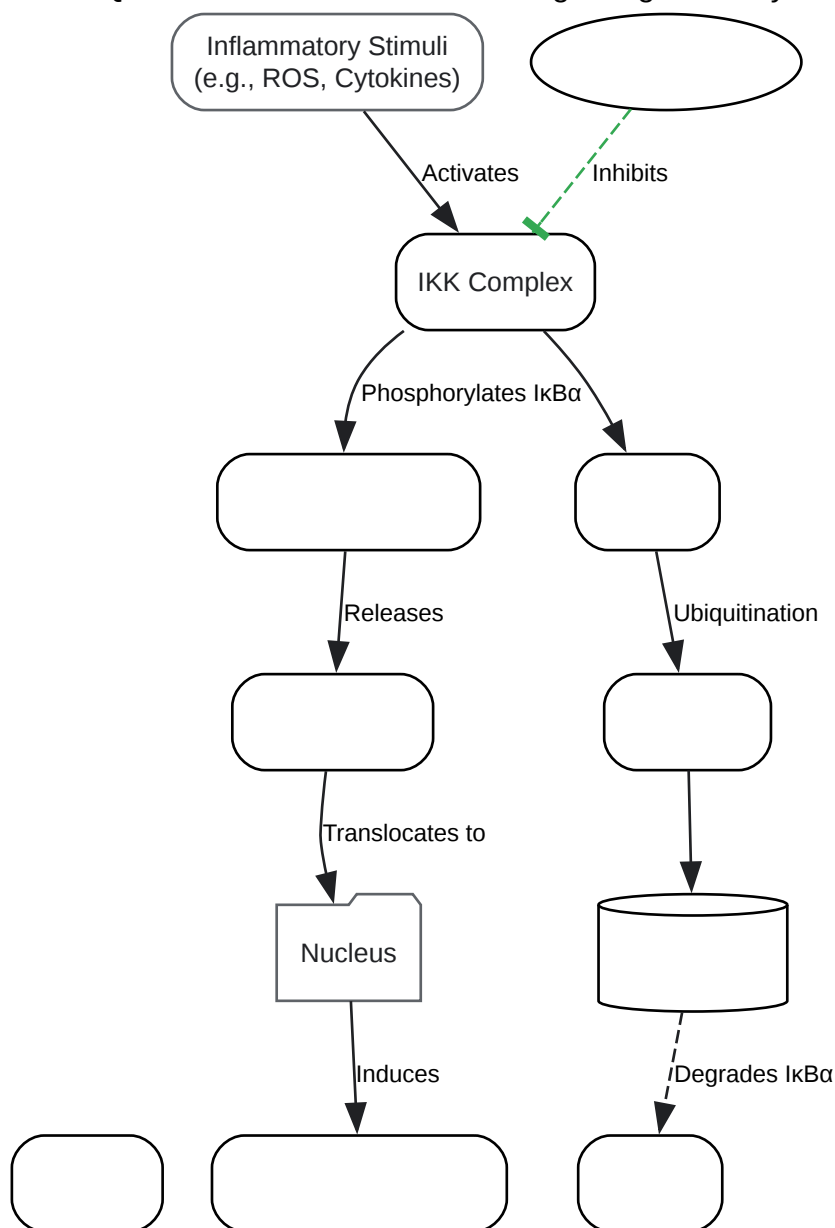 Inflammatory Stimuli
(e.g., ROS, Cytokines)
Activates
Inhibits
IKK Complex
Phosphorylates IκBα
Releases
Ubiquitination
Translocates to
Nucleus
Induces
Degrades IκBα